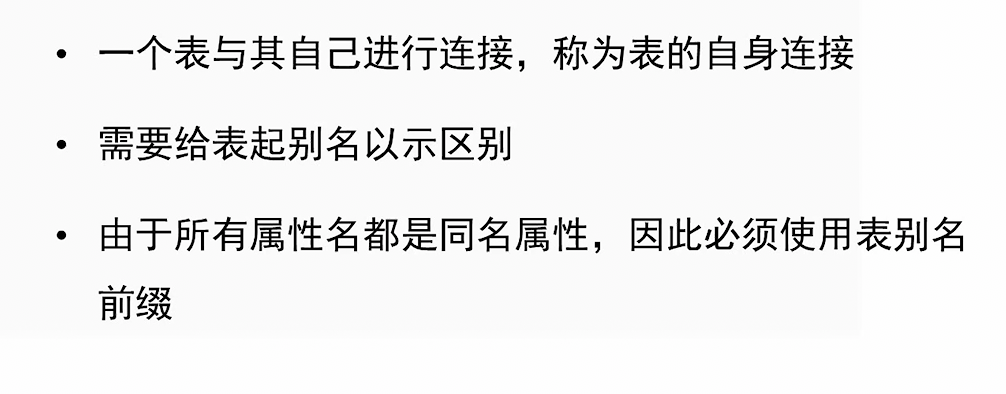 • 一个表与其自己进行连接，称为表的自身连接
• 需要给表起别名以示区别
• 由于所有属性名都是同名属性，因此必须使用表别名
前缀